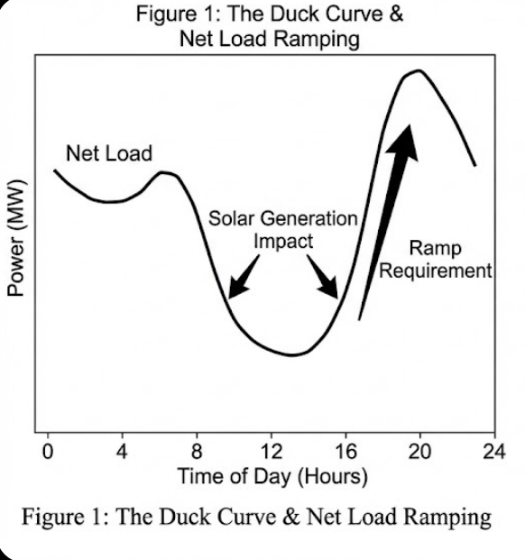 Figure 1: The Duck Curve &
Net Load Ramping
Net Load
Solar Generation
Impact
Ramp
Requirement
Power (MW)
0 4 8 12 16 20 24
Time of Day (Hours)
Figure 1: The Duck Curve & Net Load Ramping